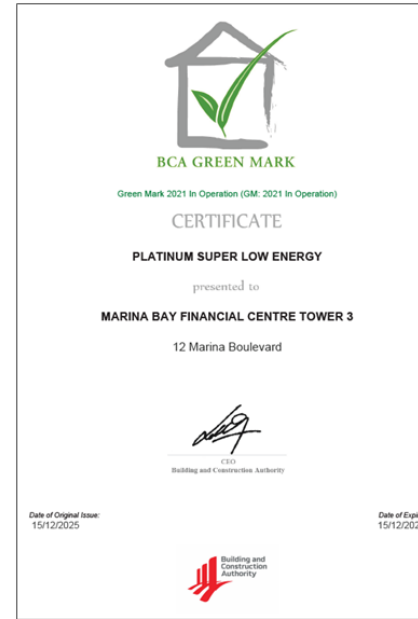 BCA GREEN MARK
Green Mark 2021 In Operation (GM: 2021 In Operation)
CERTIFICATE
PLATINUM SUPER LOW ENERGY
presented to
MARINA BAY FINANCIAL CENTRE TOWER 3
12 Marina Boulevard
CEO
Building and Construction Authority
Date of Original Issue:
15/12/2025
Date of
Building and
Construction
Authority